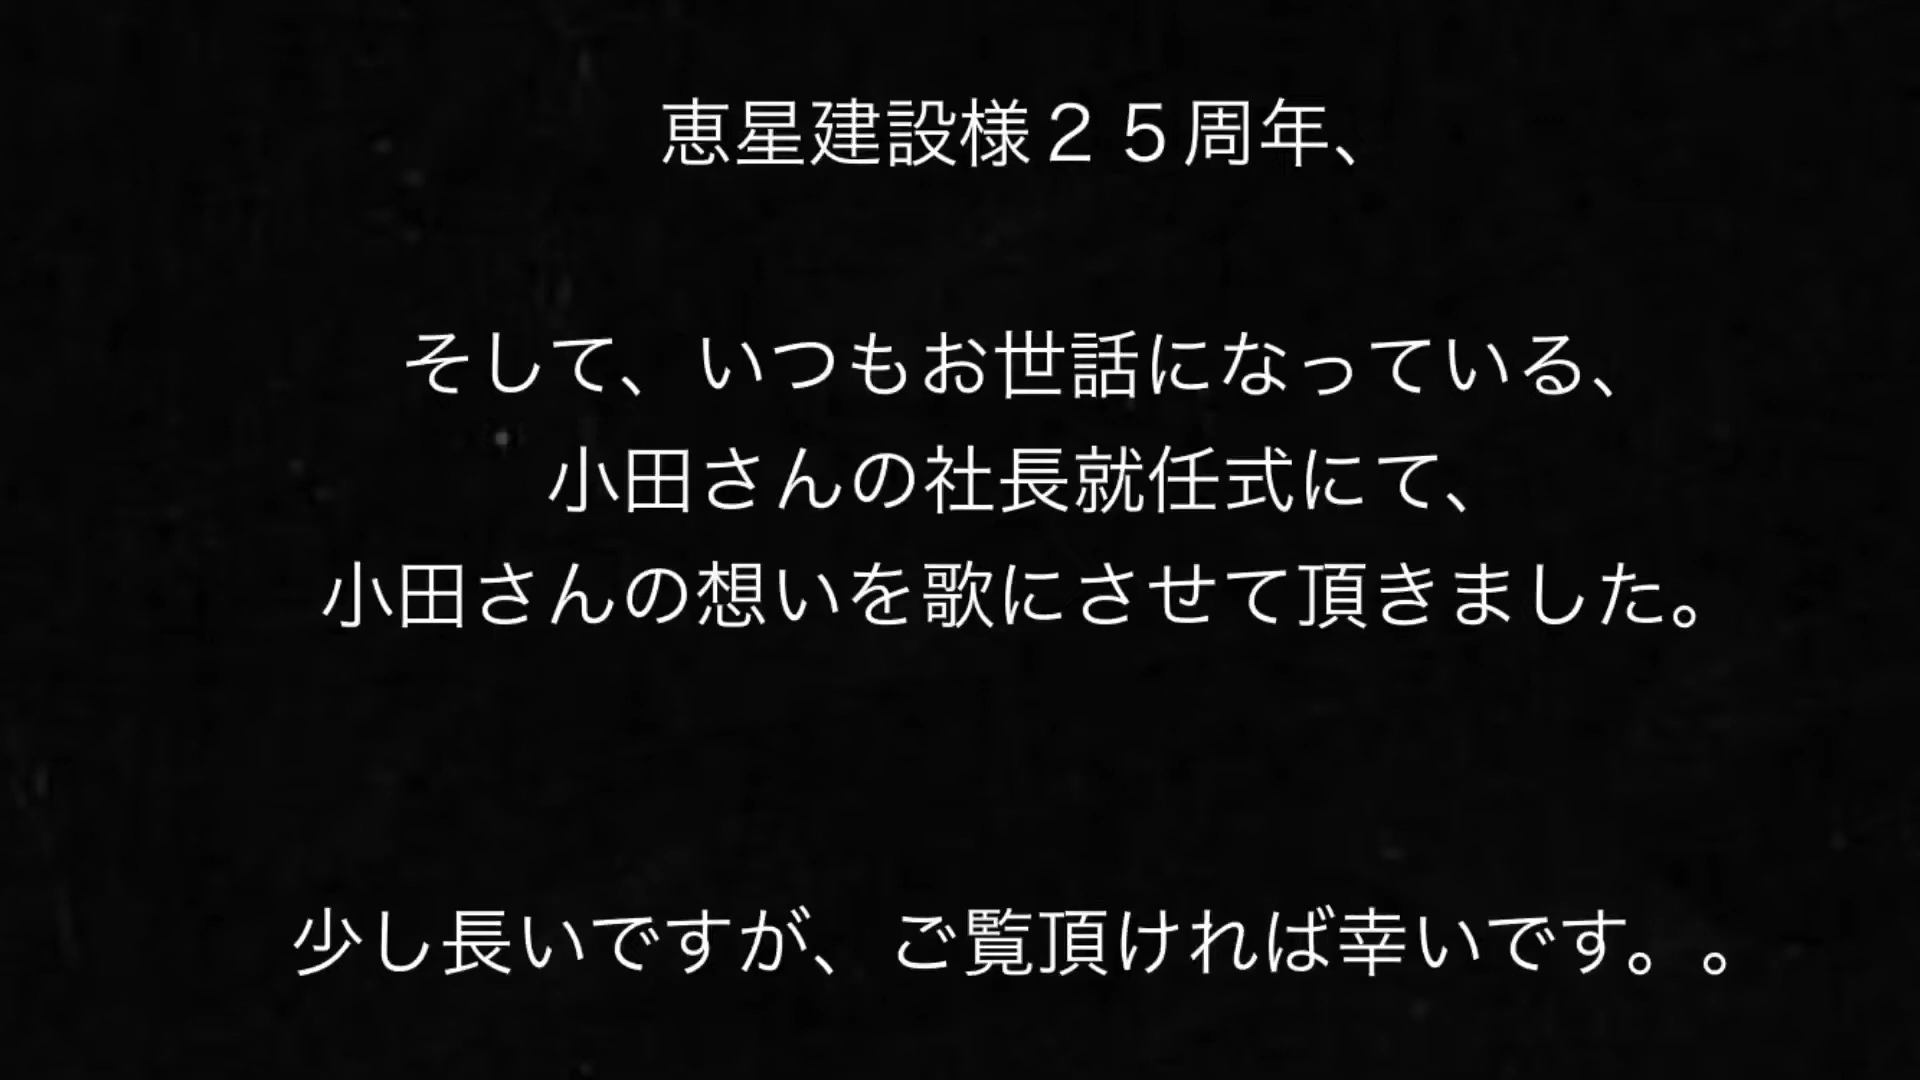 恵星建設様２５周年、
そして、いつもお世話になっている、
小田さんの社長就任式にて、
小田さんの想いを歌にさせて頂きました。
少し長いですが、ご覧頂ければ幸いです。。